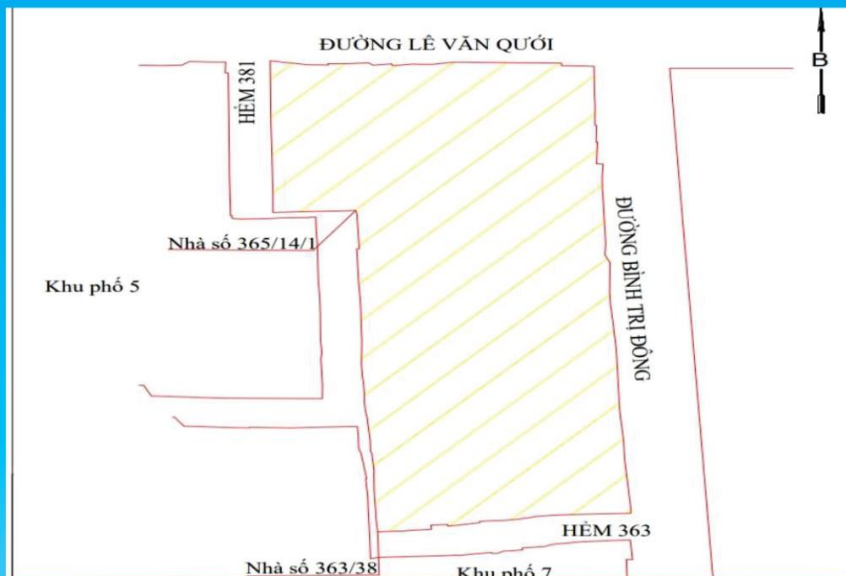 ĐƯỜNG LÊ VĂN QUỚI
B
HẺM 381
ĐƯỜNG BÌNH TRỊ ĐÔNG
Nhà số 365/14/1
Khu phố 5
HẺM 363
Nhà số 363/38
Khu phố 7